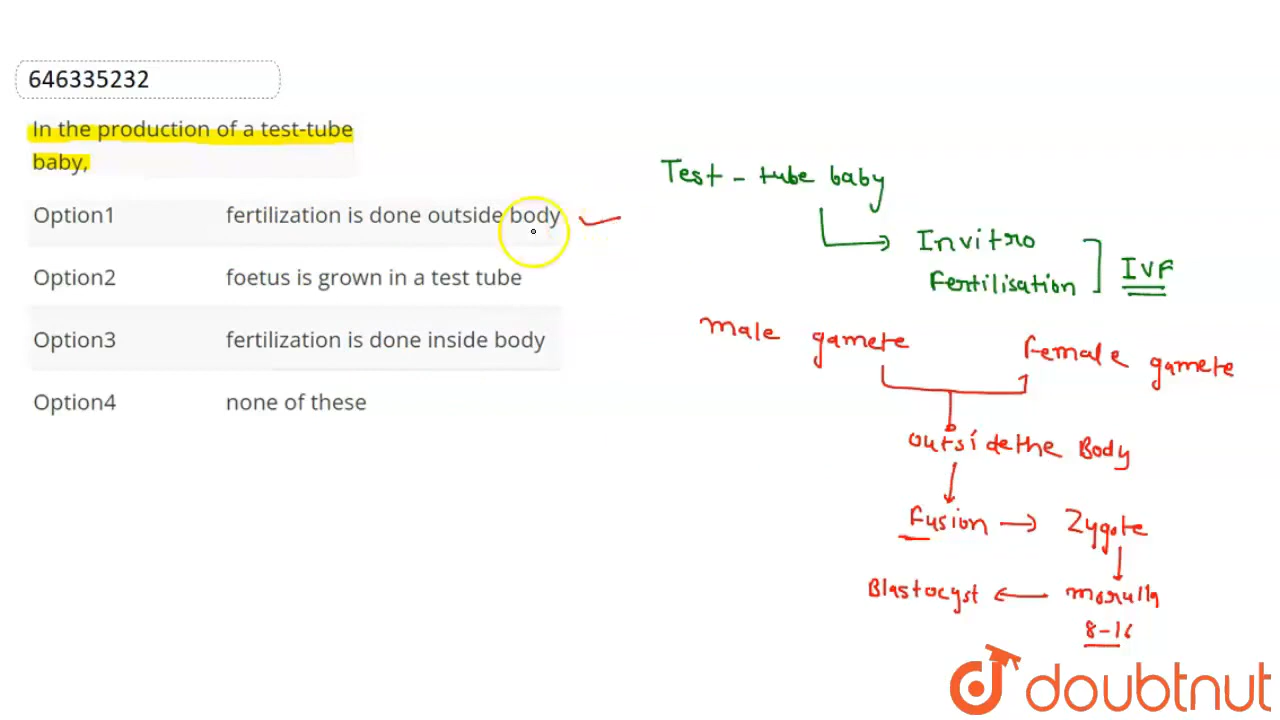 646335232
In the production of a test-tube
baby,
Option1 fertilization is done outside body
Option2 foetus is grown in a test tube
Option3 fertilization is done inside body
Option4 none of these
Test - tube baby
Invitro
Fertilisation
IVF
male gamete
Female gamete
outside the Body
Fusion → Zygote
Blastocyst ← morulla
8-16
doubtnut